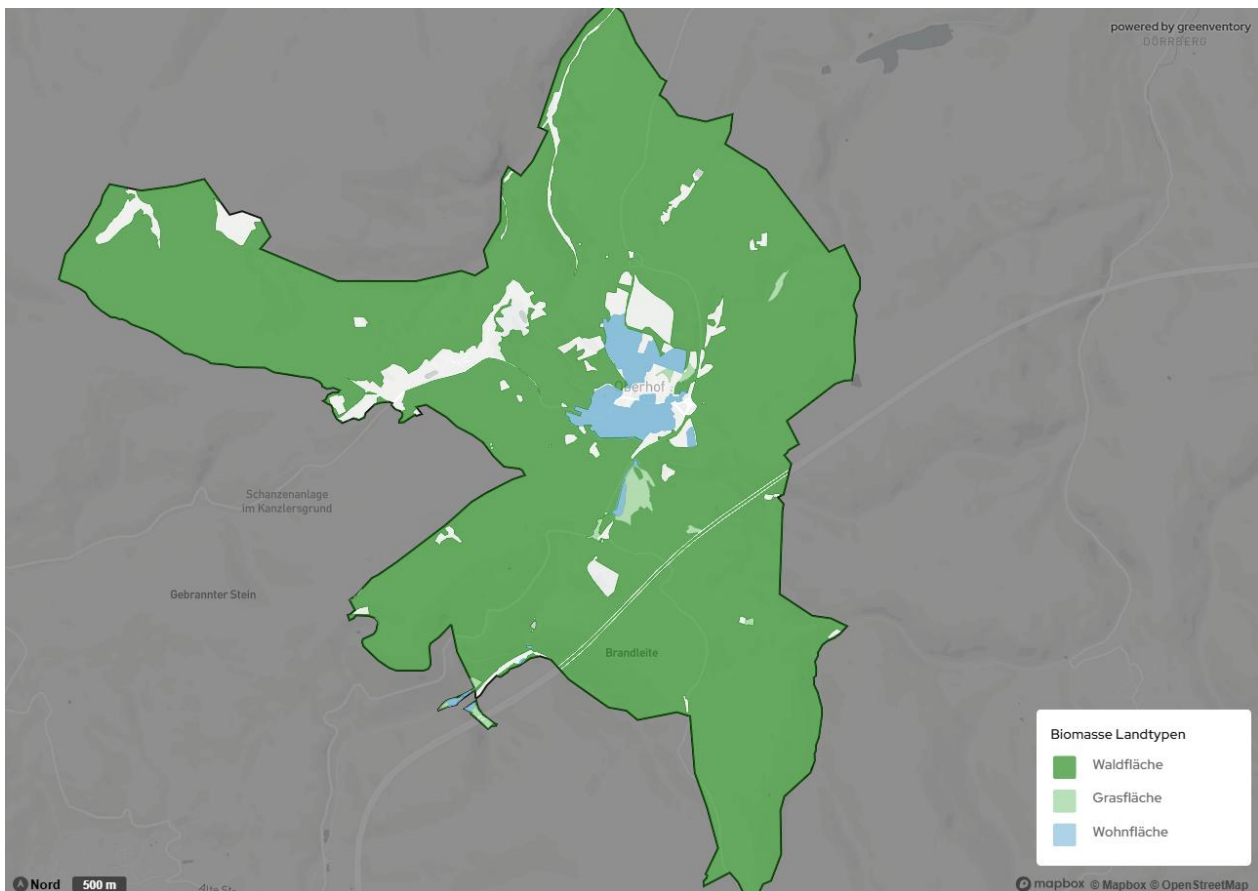 powered by greenventory
DÖRRBERG
Oberhof
Schanzenanlage
im Kanzlersgrund
Gebrannter Stein
Brandleite
Biomasse Landtypen
Waldfläche
Grasfläche
Wohnfläche
Nord 500 m
Alte
mapbox © Mapbox © OpenStreetMap